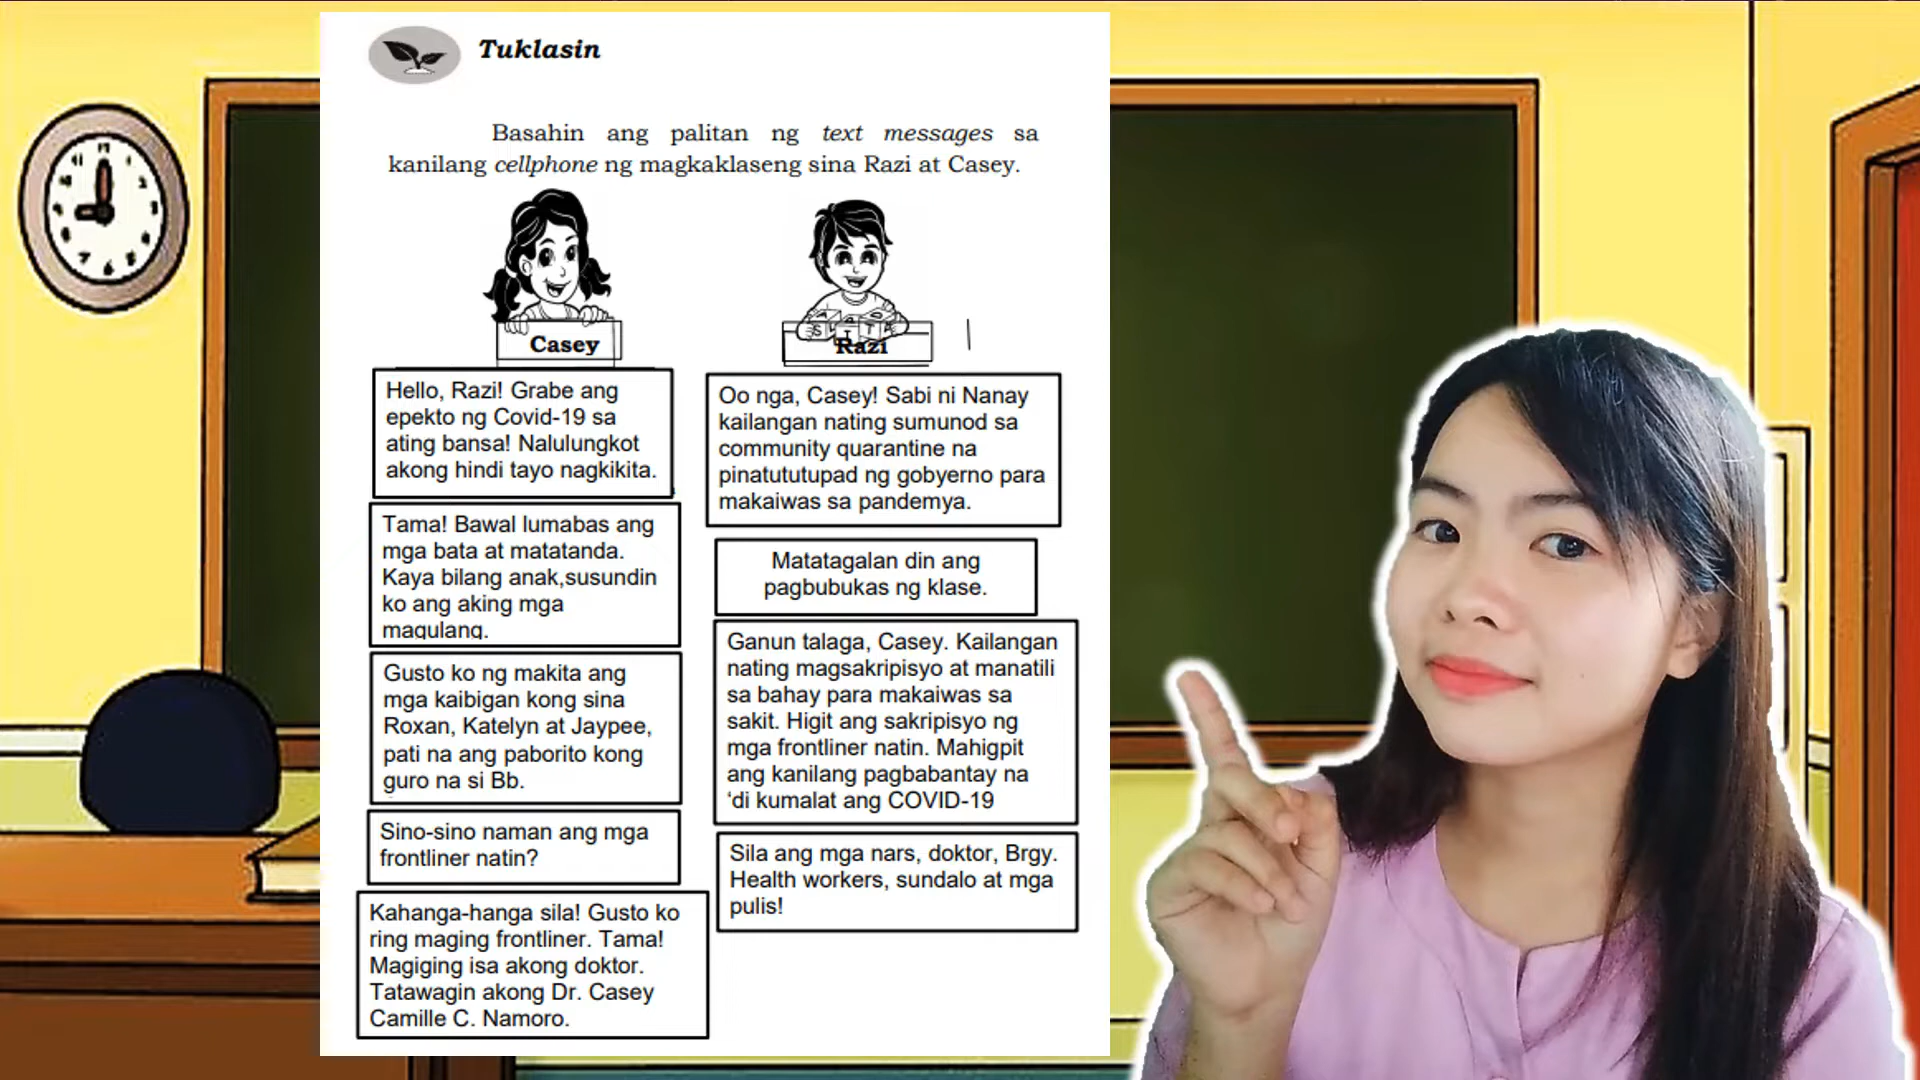 Tuklasin
Basahin ang palitan ng text messages sa
kanilang cellphone ng magkaklaseng sina Razi at Casey.
Casey
Razi
Hello, Razi! Grabe ang
epekto ng Covid-19 sa
ating bansa! Nalulungkot
akong hindi tayo nagkikita.
Oo nga, Casey! Sabi ni Nanay
kailangan nating sumunod sa
community quarantine na
pinatututupad ng gobyerno para
makaiwas sa pandemya.
Tama! Bawal lumabas ang
mga bata at matatanda.
Kaya bilang anak,susundin
ko ang aking mga
magulang.
Matatagalan din ang
pagbubukas ng klase.
Gusto ko ng makita ang
mga kaibigan kong sina
Roxan, Katelyn at Jaypee,
pati na ang paborito kong
guro na si Bb.
Ganun talaga, Casey. Kailangan
nating magsakripisyo at manatili
sa bahay para makaiwas sa
sakit. Higit ang sakripisyo ng
mga frontliner natin. Mahigpit
ang kanilang pagbabantay na
‘di kumalat ang COVID-19
Sino-sino naman ang mga
frontliner natin?
Sila ang mga nars, doktor, Brgy.
Health workers, sundalo at mga
pulis!
Kahanga-hanga sila! Gusto ko
ring maging frontliner. Tama!
Magiging isa akong doktor.
Tatawagin akong Dr. Casey
Camille C. Namoro.